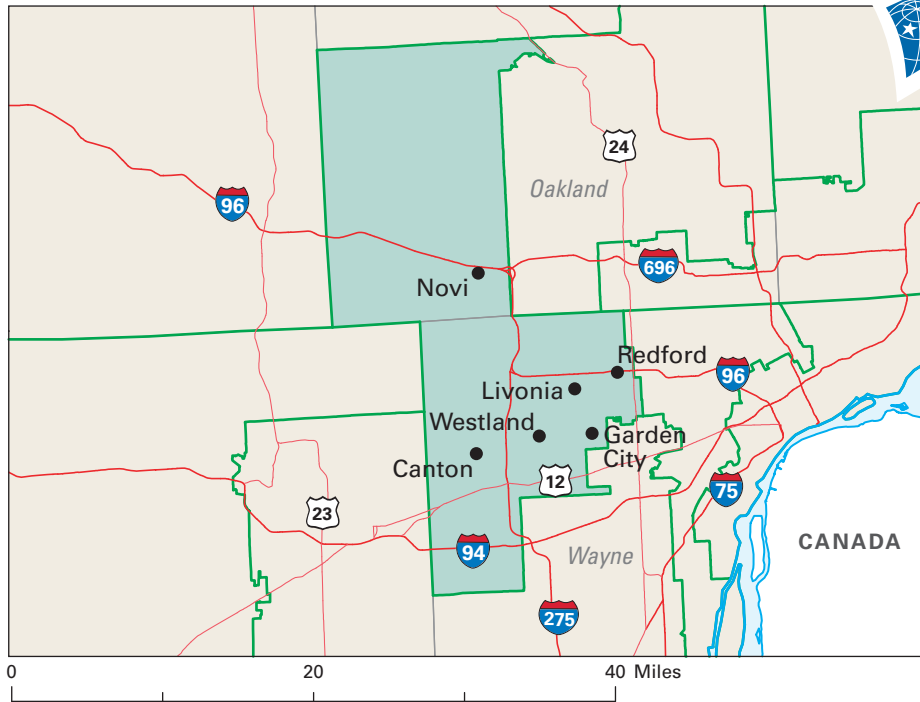 24
Oakland
96
696
Novi
Redford
96
Livonia
Westland
Garden
City
Canton
12
75
23
CANADA
94
Wayne
275
0
20
40 Miles